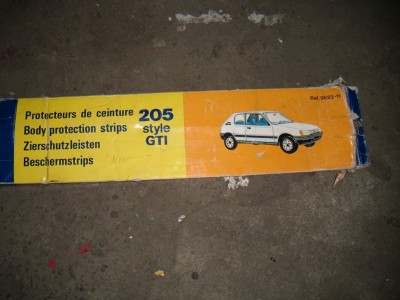 Protecteurs de ceinture
Body protection strips
Zierschutzleisten
Beschermstrips
205
style
GTI